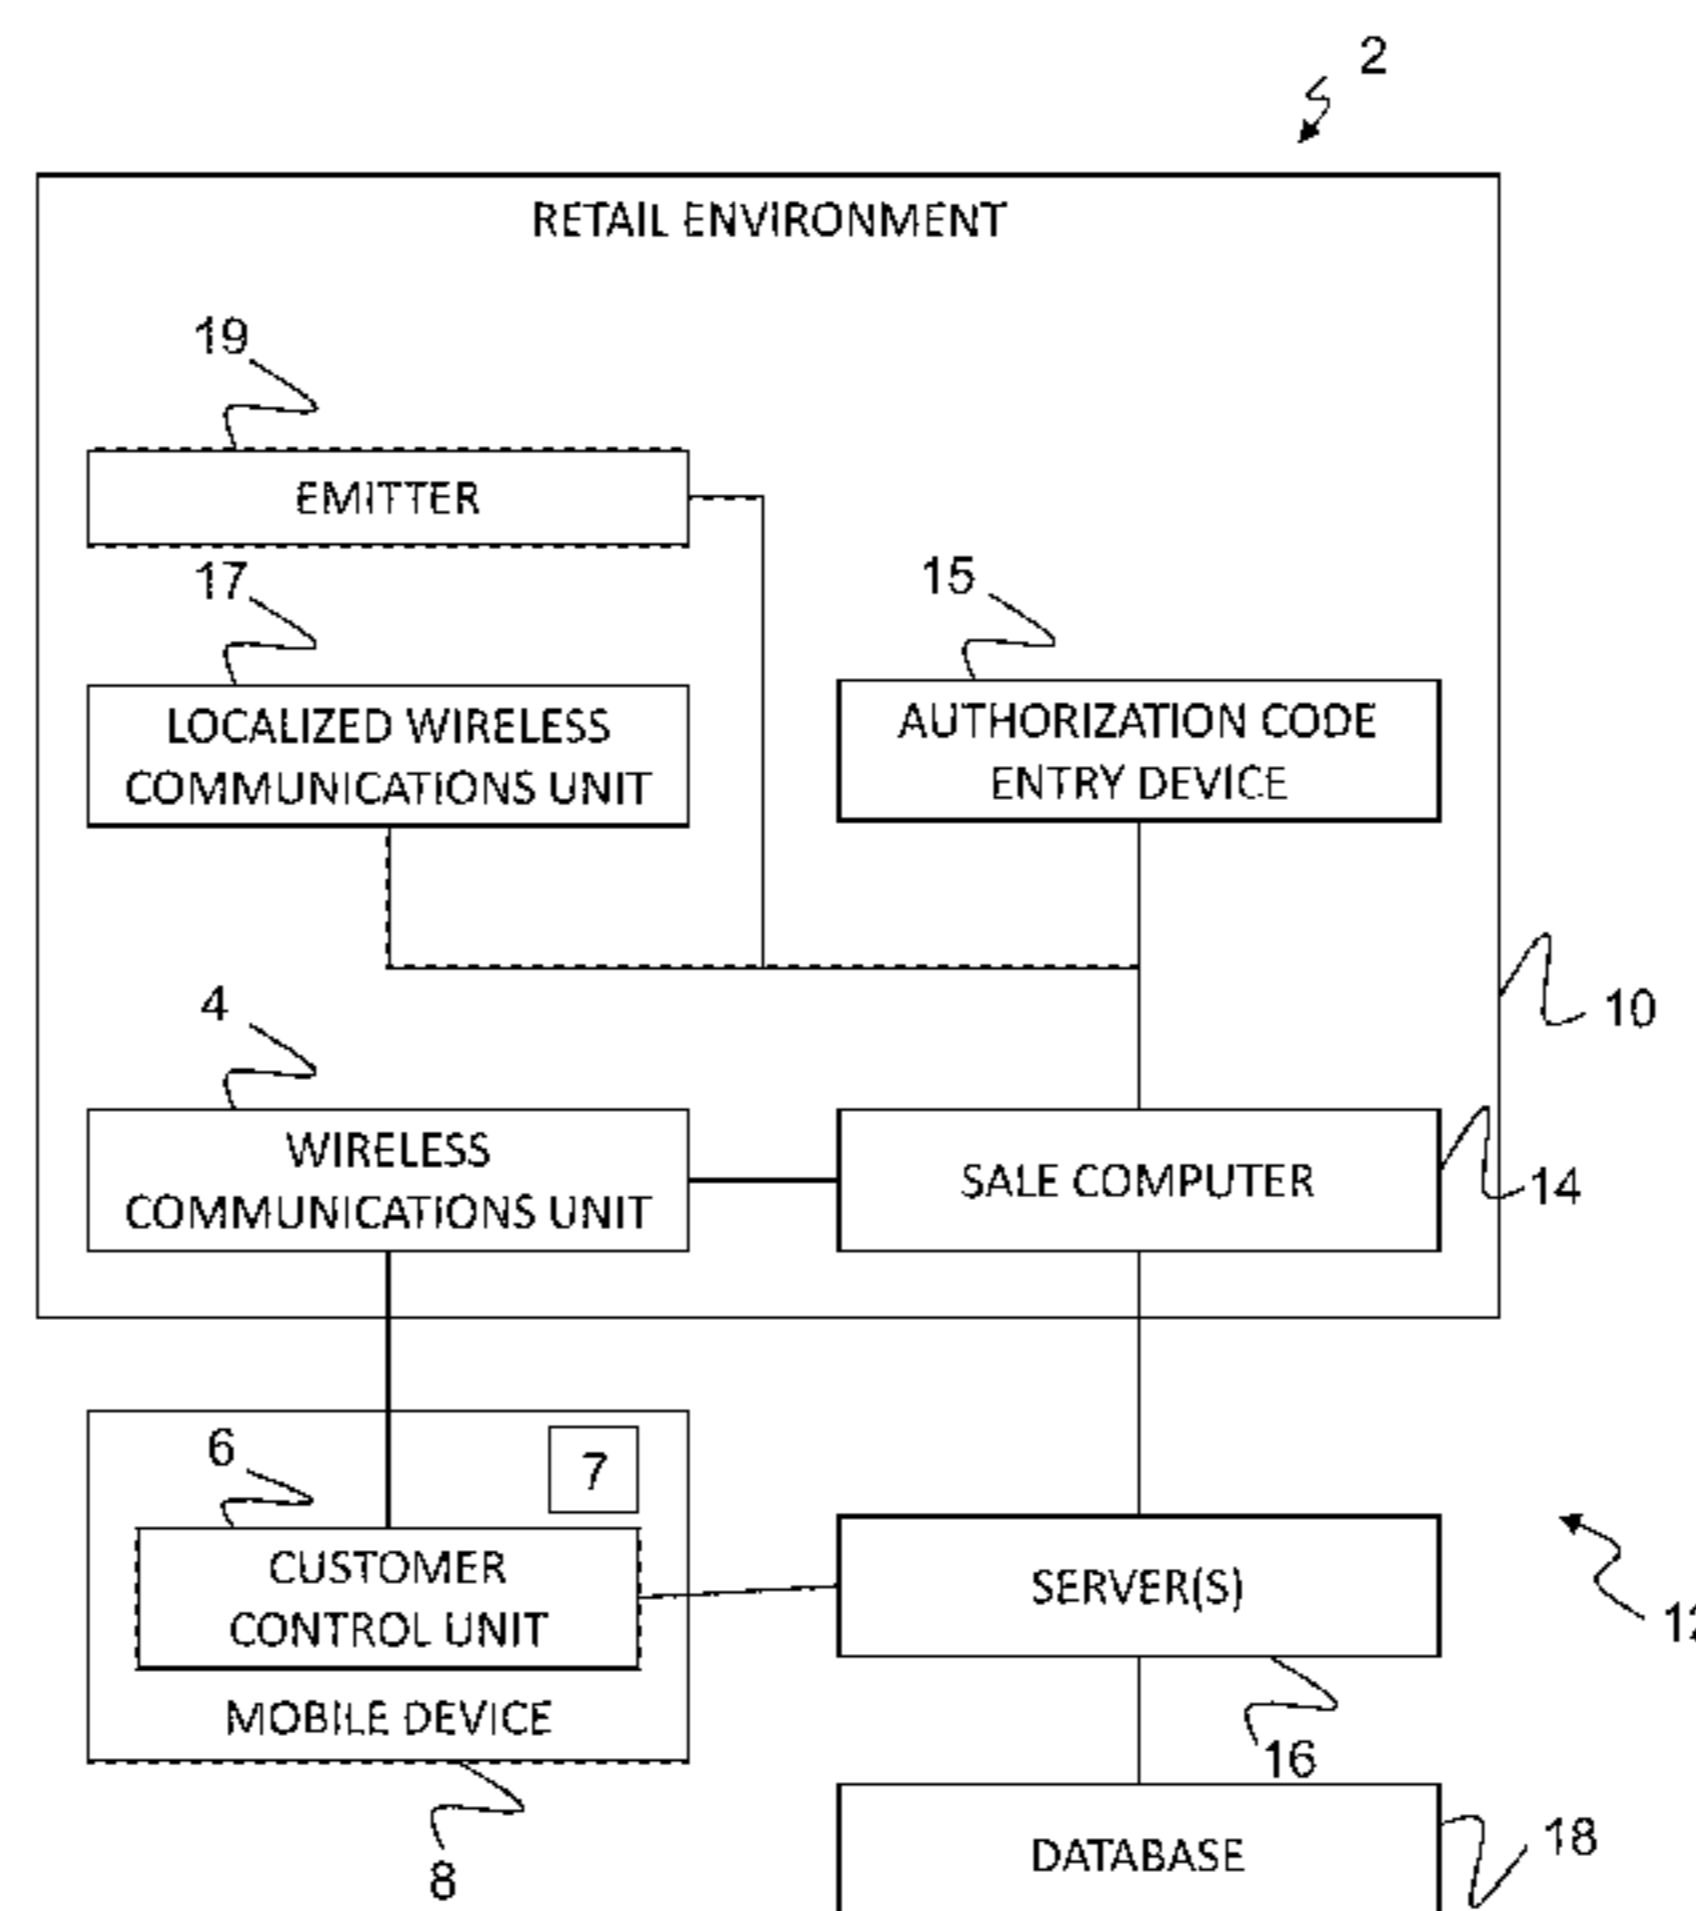 2
RETAIL ENVIRONMENT
19
EMITTER
17
15
LOCALIZED WIRELESS
COMMUNICATIONS UNIT
AUTHORIZATION CODE
ENTRY DEVICE
4
10
WIRELESS
COMMUNICATIONS UNIT
SALE COMPUTER
14
6
7
CUSTOMER
CONTROL UNIT
SERVER(S)
12
MOBILE DEVICE
16
8
DATABASE
18